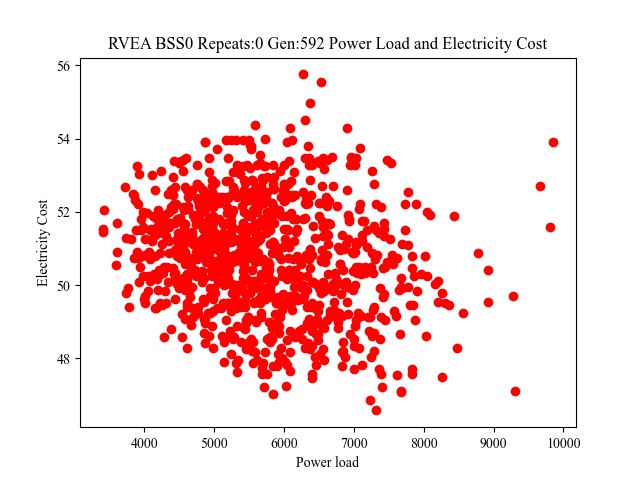 RVEA BSS0 Repeats:0 Gen:592 Power Load and Electricity Cost
56
54
52
50
48
Electricity Cost
4000 5000 6000 7000 8000 9000 10000
Power load